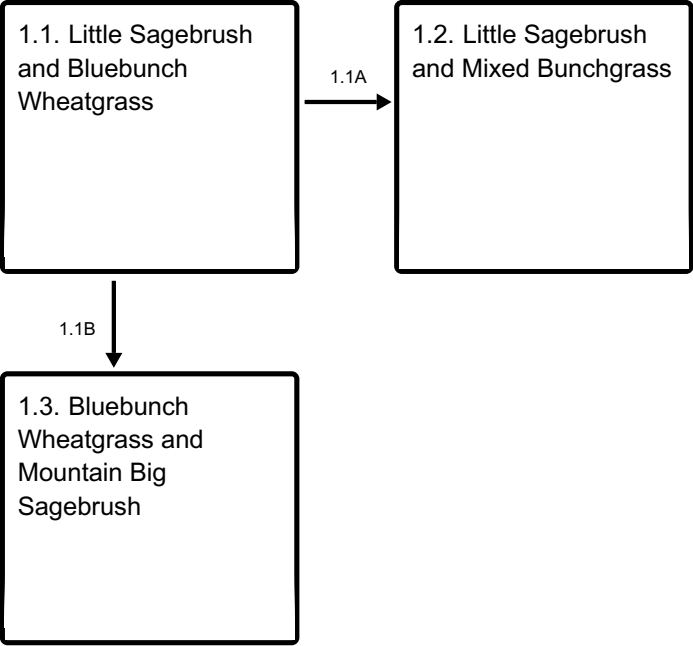 1.1. Little Sagebrush
and Bluebunch
Wheatgrass
1.1A
1.2. Little Sagebrush
and Mixed Bunchgrass
1.1B
1.3. Bluebunch
Wheatgrass and
Mountain Big
Sagebrush